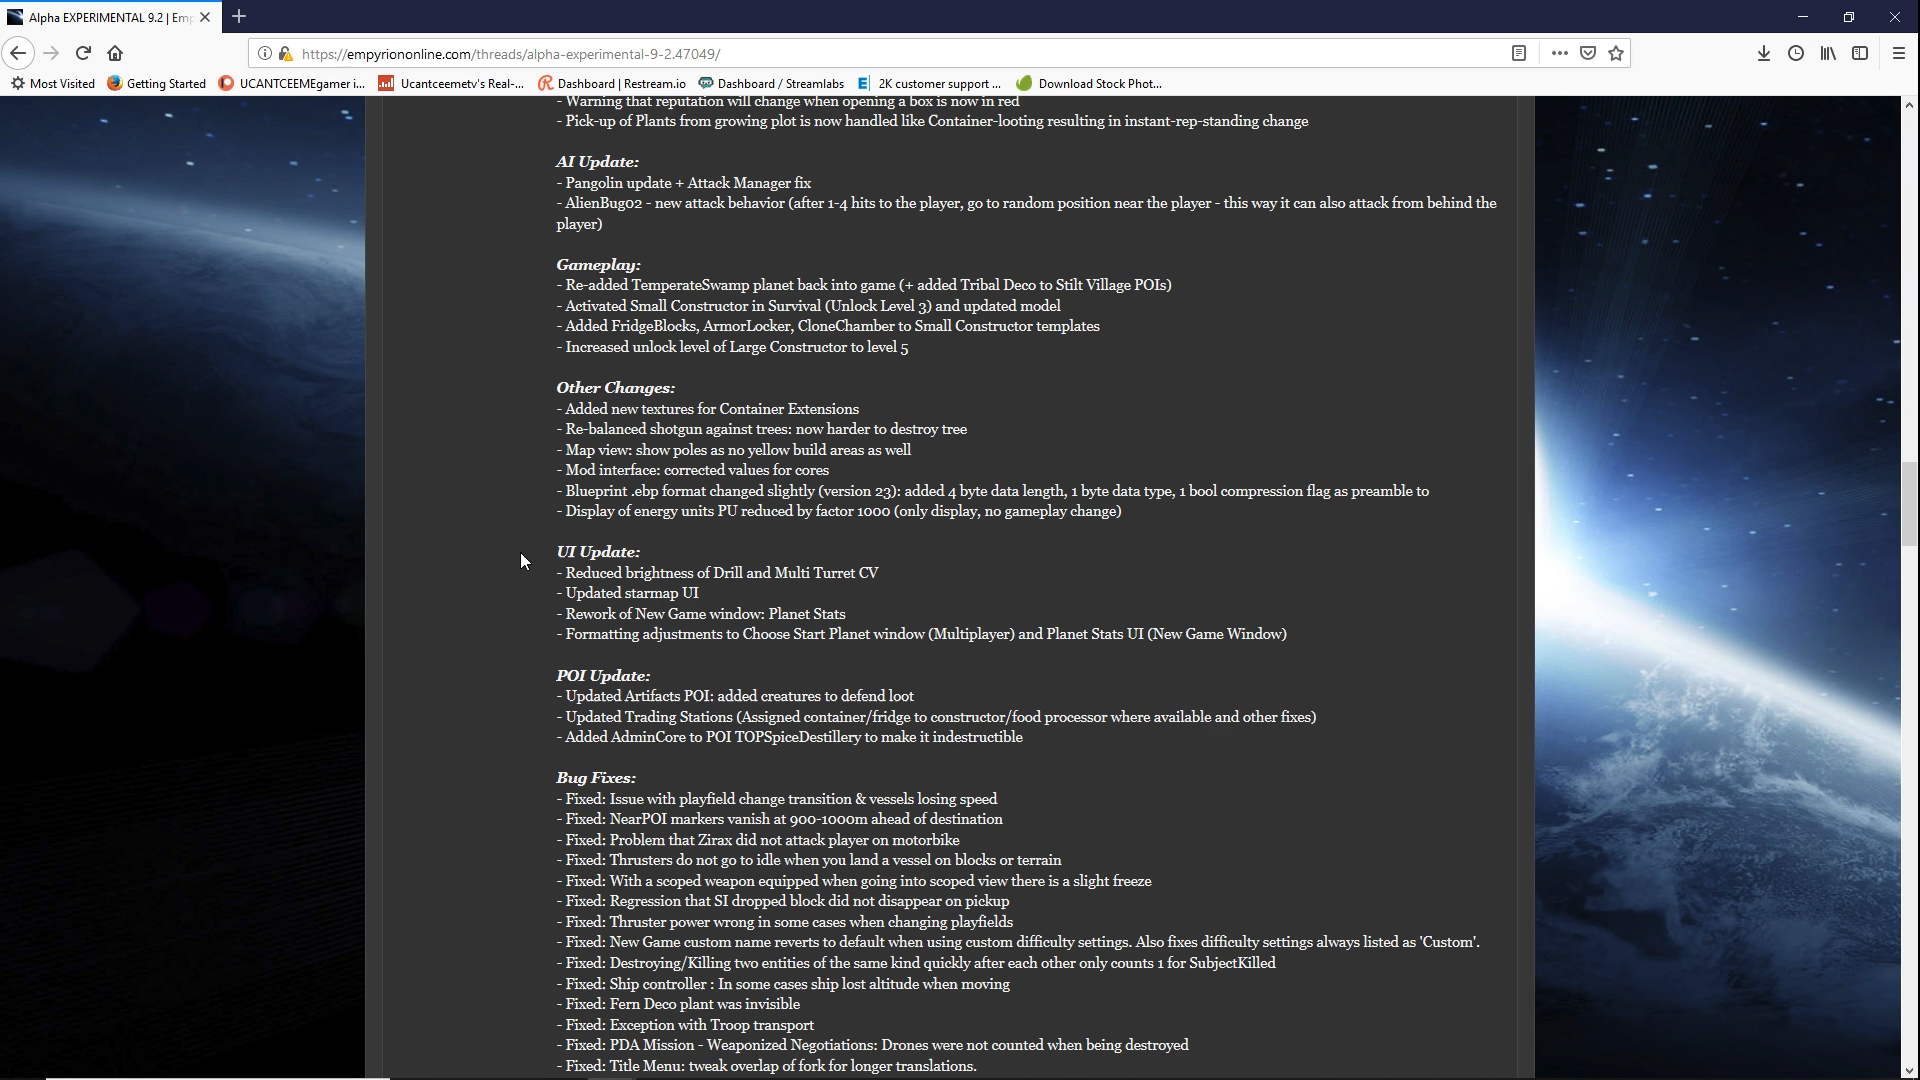 Alpha EXPERIMENTAL 9.2 | Emp
https://empyriononline.com/threads/alpha-experimental-9-2.47049/
Most Visited Getting Started UCANTCEEMEgamer i... Ucantceemetv's Real-... Dashboard | Restream.io Dashboard / Streamlabs 2K customer support ... Download Stock Phot...
- Warning that reputation will change when opening a box is now in red
- Pick-up of Plants from growing plot is now handled like Container-looting resulting in instant-rep-standing change
AI Update:
- Pangolin update + Attack Manager fix
- AlienBug02 - new attack behavior (after 1-4 hits to the player, go to random position near the player - this way it can also attack from behind the
player)
Gameplay:
- Re-added TemperateSwamp planet back into game (+ added Tribal Deco to Stilt Village POIs)
- Activated Small Constructor in Survival (Unlock Level 3) and updated model
- Added FridgeBlocks, ArmorLocker, CloneChamber to Small Constructor templates
- Increased unlock level of Large Constructor to level 5
Other Changes:
- Added new textures for Container Extensions
- Re-balanced shotgun against trees: now harder to destroy tree
- Map view: show poles as no yellow build areas as well
- Mod interface: corrected values for cores
- Blueprint .ebp format changed slightly (version 23): added 4 byte data length, 1 byte data type, 1 bool compression flag as preamble to
- Display of energy units PU reduced by factor 1000 (only display, no gameplay change)
UI Update:
- Reduced brightness of Drill and Multi Turret CV
- Updated starmap UI
- Rework of New Game window: Planet Stats
- Formatting adjustments to Choose Start Planet window (Multiplayer) and Planet Stats UI (New Game Window)
POI Update:
- Updated Artifacts POI: added creatures to defend loot
- Updated Trading Stations (Assigned container/fridge to constructor/food processor where available and other fixes)
- Added AdminCore to POI TOPSpiceDestillery to make it indestructible
Bug Fixes:
- Fixed: Issue with playfield change transition & vessels losing speed
- Fixed: NearPOI markers vanish at 900-1000m ahead of destination
- Fixed: Problem that Zirax did not attack player on motorbike
- Fixed: Thrusters do not go to idle when you land a vessel on blocks or terrain
- Fixed: With a scoped weapon equipped when going into scoped view there is a slight freeze
- Fixed: Regression that SI dropped block did not disappear on pickup
- Fixed: Thruster power wrong in some cases when changing playfields
- Fixed: New Game custom name reverts to default when using custom difficulty settings. Also fixes difficulty settings always listed as 'Custom'.
- Fixed: Destroying/Killing two entities of the same kind quickly after each other only counts 1 for SubjectKilled
- Fixed: Ship controller : In some cases ship lost altitude when moving
- Fixed: Fern Deco plant was invisible
- Fixed: Exception with Troop transport
- Fixed: PDA Mission - Weaponized Negotiations: Drones were not counted when being destroyed
- Fixed: Title Menu: tweak overlap of fork for longer translations.